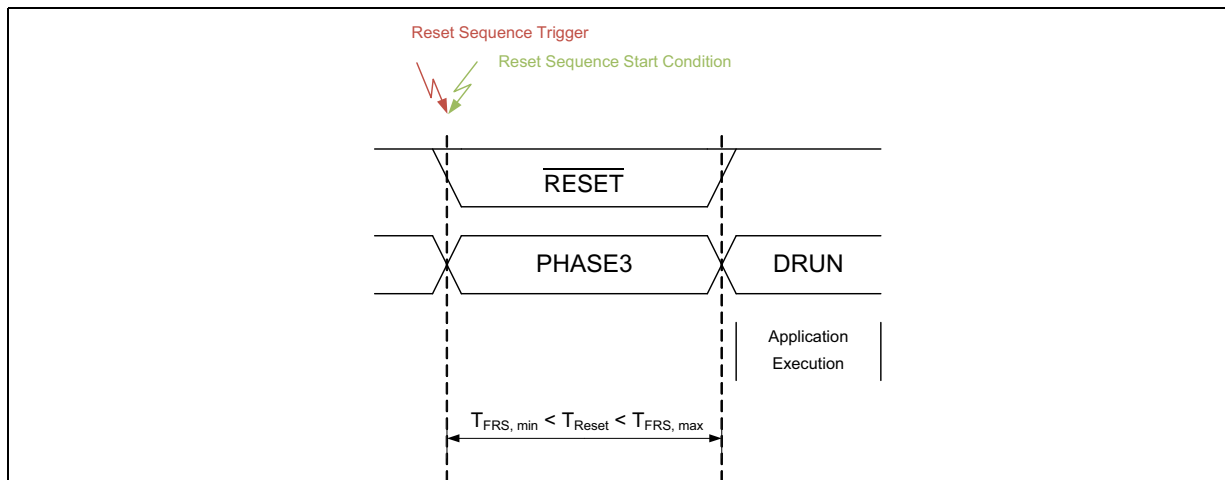 Reset Sequence Trigger
Reset Sequence Start Condition
RESET
PHASE3
DRUN
Application
Execution
TFRS, min < TReset < TFRS, max